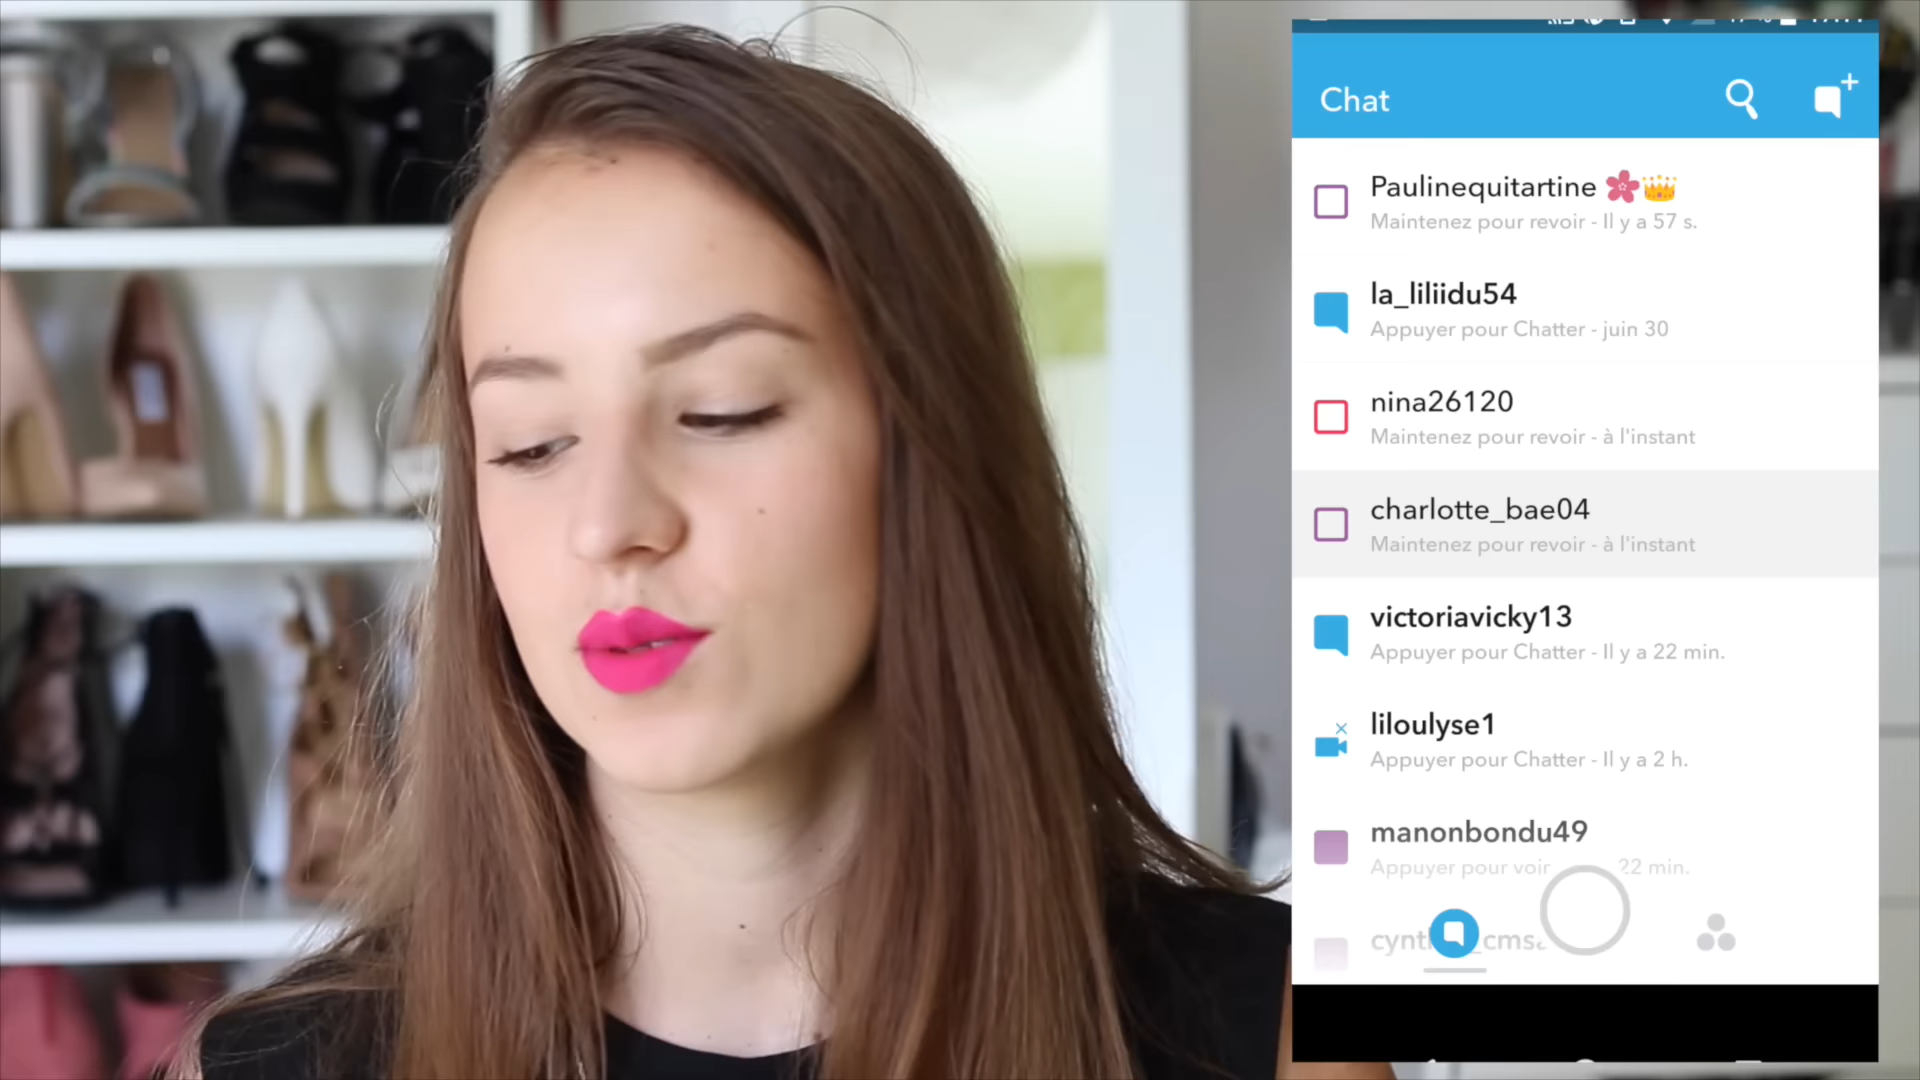 Chat
Paulinequitartine 🌸👑
Maintenez pour revoir - Il y a 57 s.
la_liliidu54
Appuyer pour Chatter - juin 30
nina26120
Maintenez pour revoir - à l'instant
charlotte_bae04
Maintenez pour revoir - à l'instant
victoriavicky13
Appuyer pour Chatter - Il y a 22 min.
liloulyse1
Appuyer pour Chatter - Il y a 2 h.
manonbondu49
Appuyer pour voir 22 min.